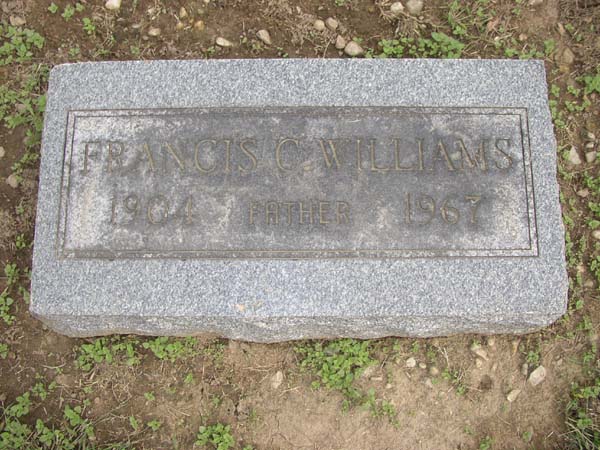 FRANCIS C. WILLIAMS
1904 FATHER 1967